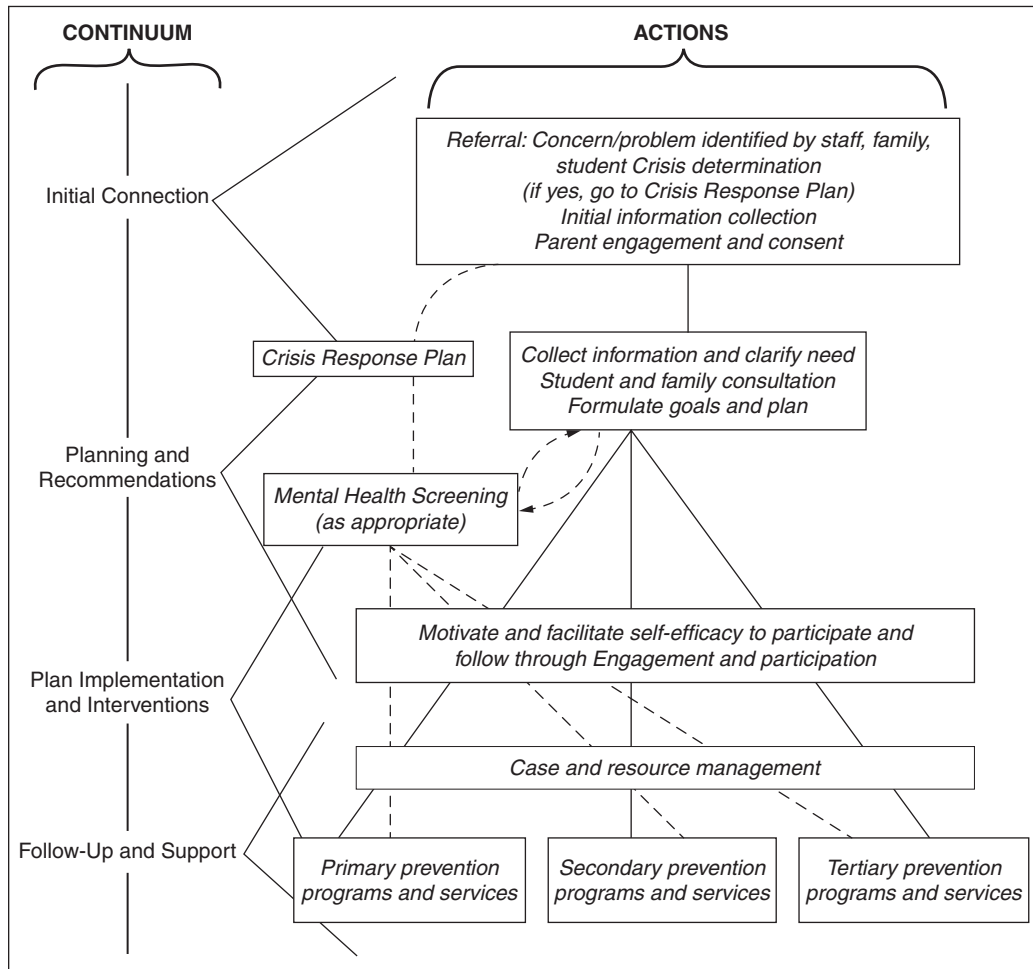 CONTINUUM
ACTIONS
Referral: Concern/problem identified by staff, family,
student Crisis determination
(if yes, go to Crisis Response Plan)
Initial information collection
Parent engagement and consent
Initial Connection
Crisis Response Plan
Collect information and clarify need
Student and family consultation
Formulate goals and plan
Planning and
Recommendations
Mental Health Screening
(as appropriate)
Motivate and facilitate self-efficacy to participate and
follow through Engagement and participation
Plan Implementation
and Interventions
Case and resource management
Follow-Up and Support
Primary prevention
programs and services
Secondary prevention
programs and services
Tertiary prevention
programs and services